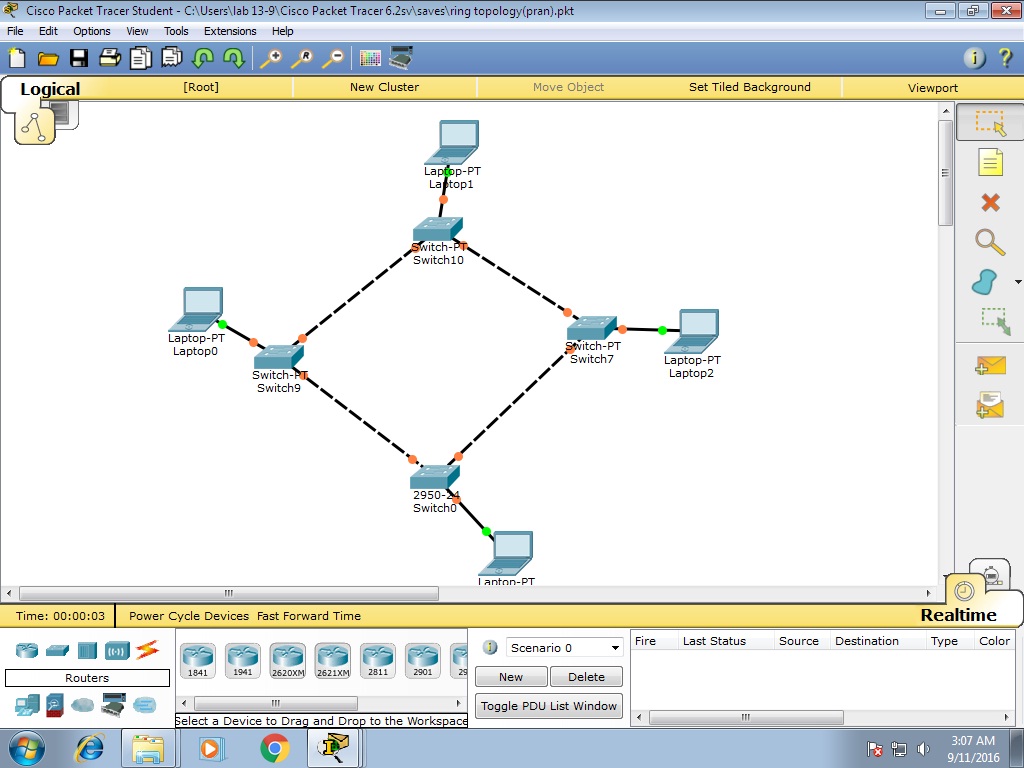 Cisco Packet Tracer Student - C:\Users\lab 13-9\Cisco Packet Tracer 6.2sv\saves\ring topology(pran).pkt
File Edit Options View Tools Extensions Help
Logical [Root] New Cluster Move Object Set Tiled Background Viewport
Laptop-PT
Laptop1
Switch-PT
Switch10
Laptop-PT
Laptop0
Switch-PT
Switch9
Switch-PT
Switch7
Laptop-PT
Laptop2
2950-24
Switch0
Laptop-PT
Time: 00:00:03 Power Cycle Devices Fast Forward Time Realtime
Routers
1841 1941 2620XM 2621XM 2811 2901 29
Select a Device to Drag and Drop to the Workspace
Scenario 0
New Delete
Toggle PDU List Window
Fire Last Status Source Destination Type Color
3:07 AM
9/11/2016